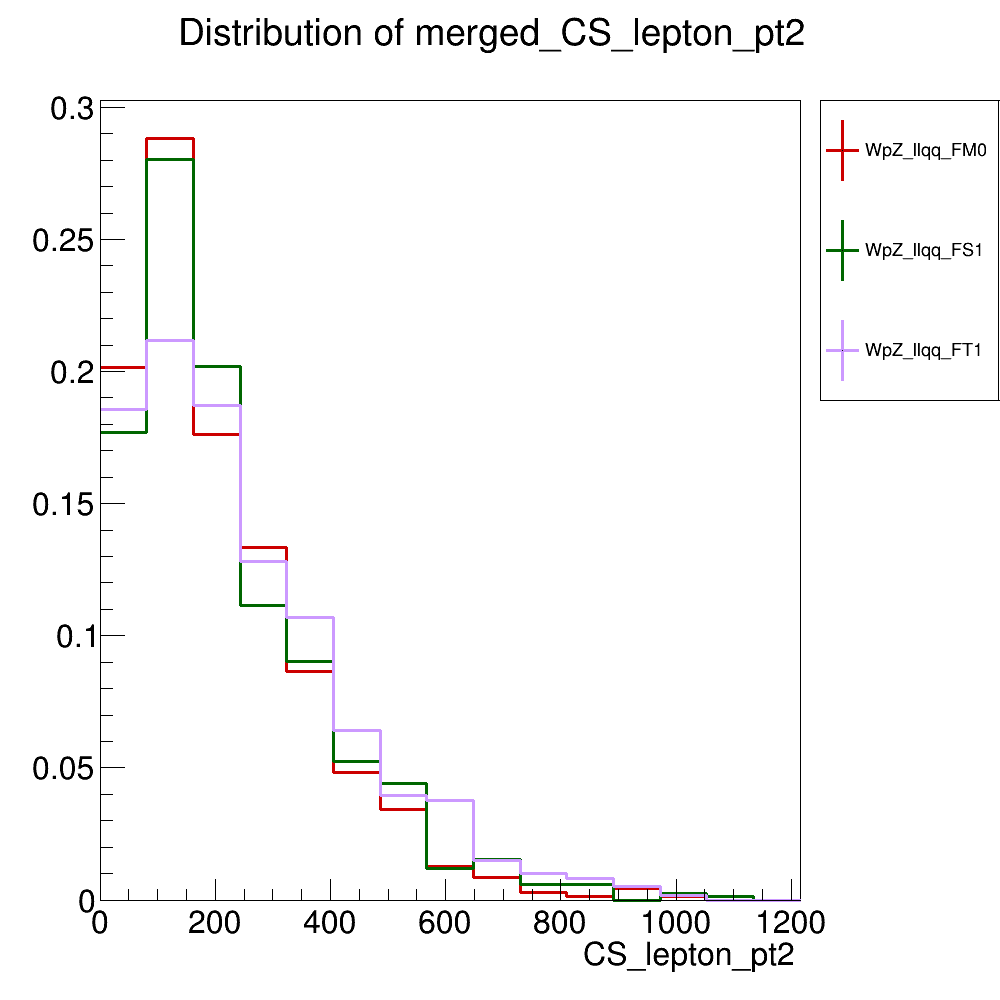 Distribution of merged_CS_lepton_pt2
0.3
0.25
0.2
0.15
0.1
0.05
0
0 200 400 600 800 1000 1200
CS_lepton_pt2
WpZ_llqq_FM0
WpZ_llqq_FS1
WpZ_llqq_FT1